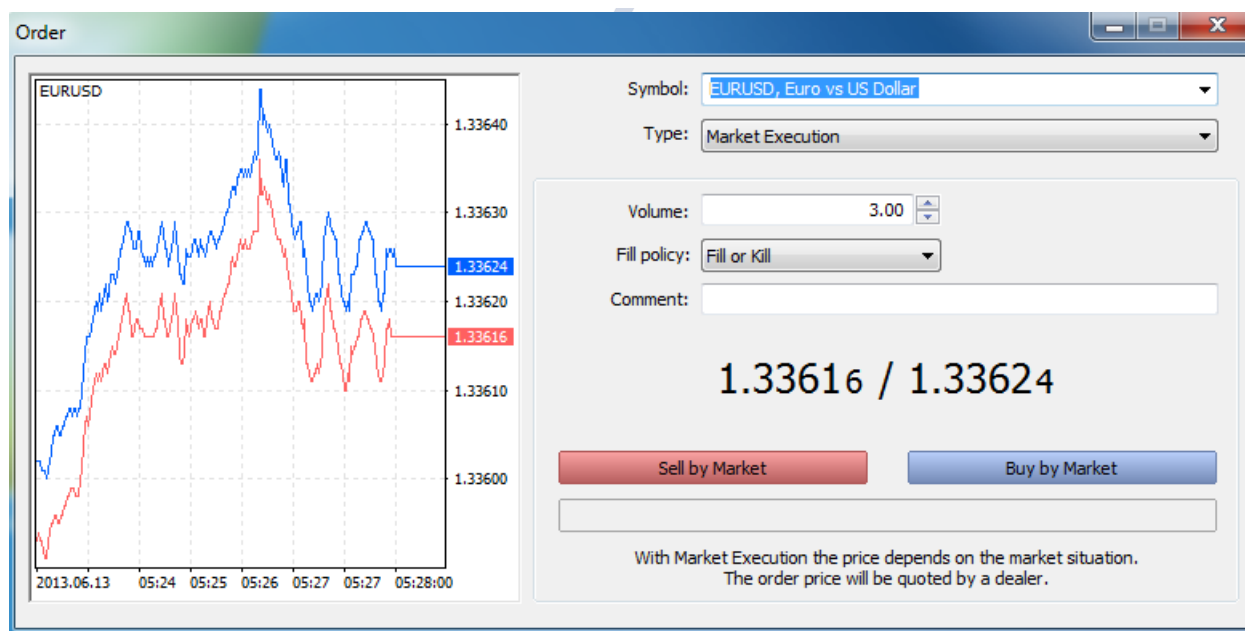 Order
EURUSD
1.33640
1.33630
1.33624
1.33620
1.33616
1.33610
1.33600
2013.06.13 05:24 05:25 05:26 05:27 05:27 05:28:00
Symbol: EURUSD, Euro vs US Dollar
Type: Market Execution
Volume: 3.00
Fill policy: Fill or Kill
Comment:
1.33616 / 1.33624
Sell by Market Buy by Market
With Market Execution the price depends on the market situation.
The order price will be quoted by a dealer.